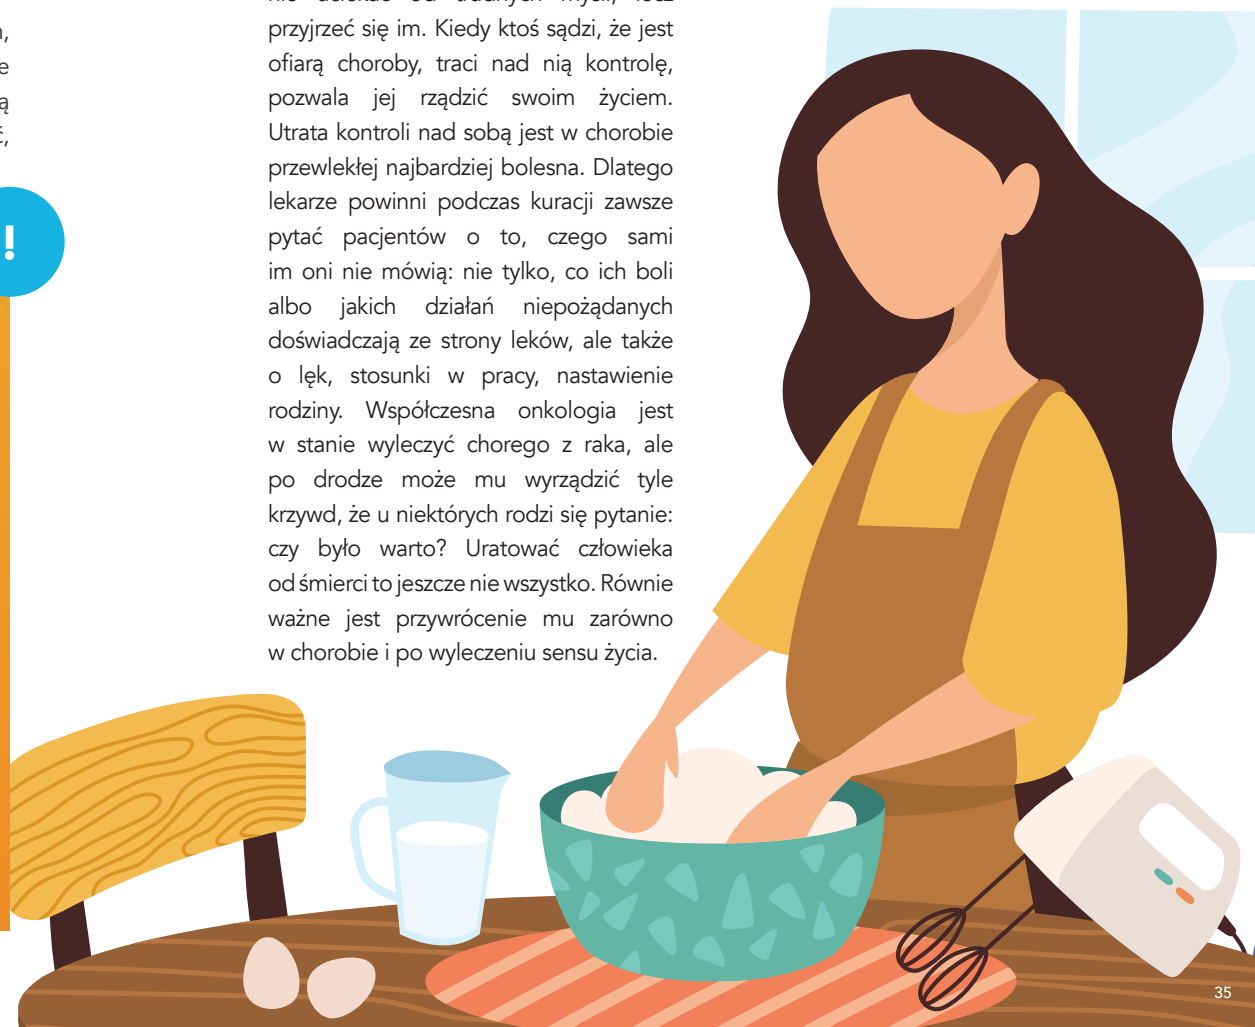 ,
e
ą
ć,
!
przyjrzeć się im. Kiedy ktoś sądzi, że jest
ofiarą choroby, traci nad nią kontrolę,
pozwala jej rządzić swoim życiem.
Utrata kontroli nad sobą jest w chorobie
przewlekłej najbardziej bolesna. Dlatego
lekarze powinni podczas kuracji zawsze
pytać pacjentów o to, czego sami
im oni nie mówią: nie tylko, co ich boli
albo jakich działań niepożądanych
doświadczają ze strony leków, ale także
o lęk, stosunki w pracy, nastawienie
rodziny. Współczesna onkologia jest
w stanie wyleczyć chorego z raka, ale
po drodze może mu wyrządzić tyle
krzywd, że u niektórych rodzi się pytanie:
czy było warto? Uratować człowieka
od śmierci to jeszcze nie wszystko. Równie
ważne jest przywrócenie mu zarówno
w chorobie i po wyleczeniu sensu życia.
35